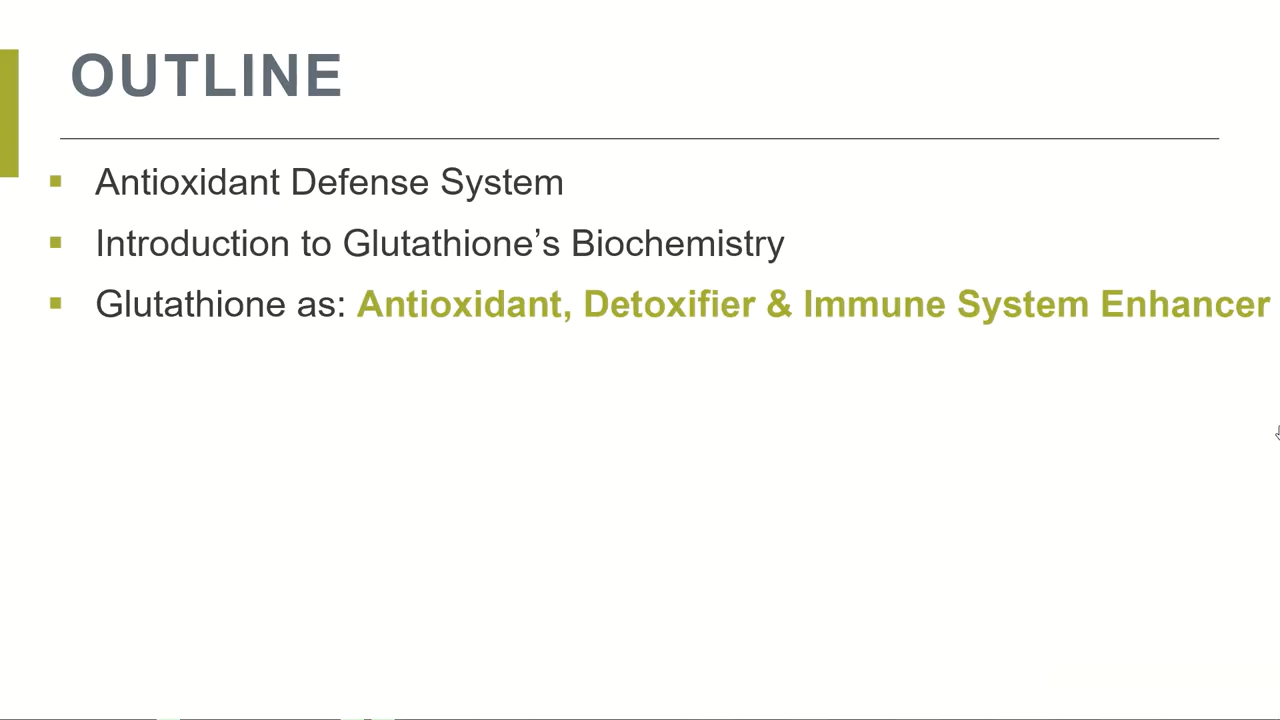 OUTLINE
Antioxidant Defense System
Introduction to Glutathione’s Biochemistry
Glutathione as: Antioxidant, Detoxifier & Immune System Enhancer